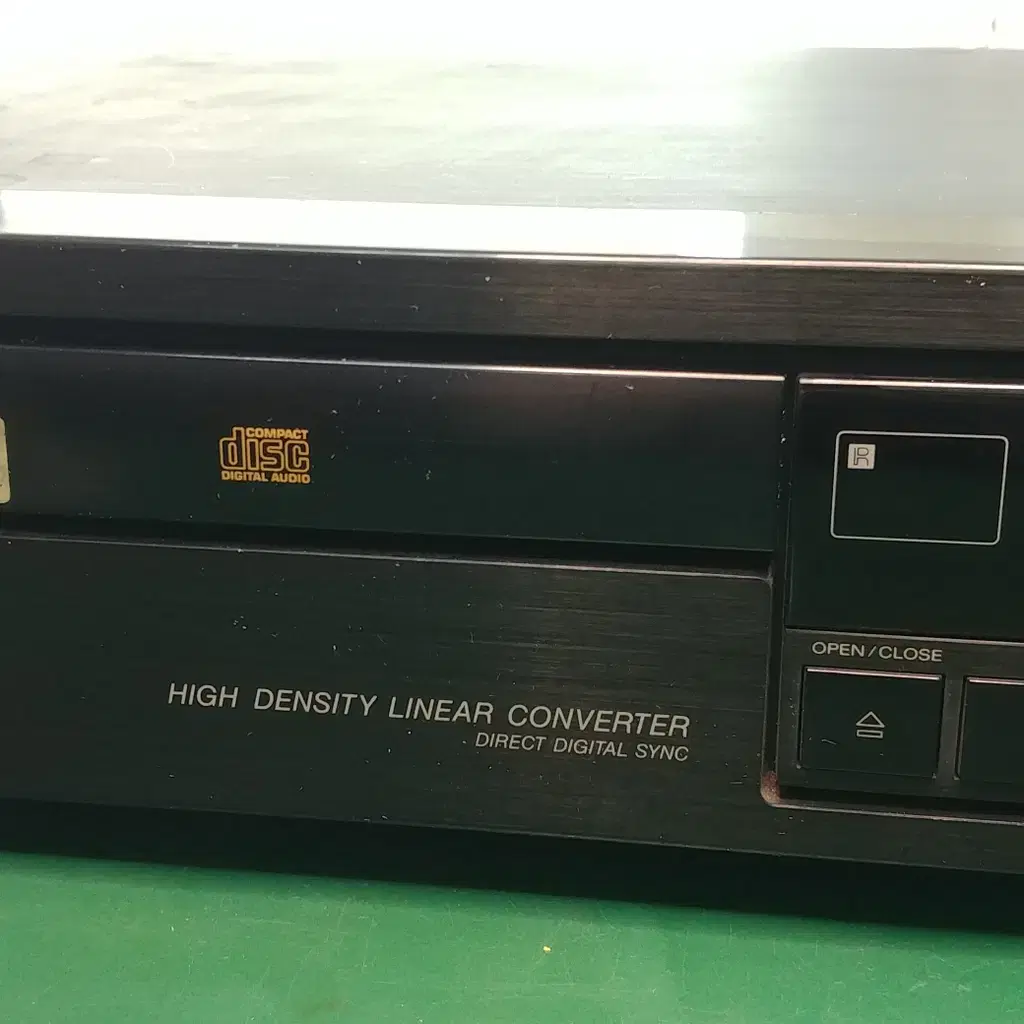 COMPACT
disc
DIGITAL AUDIO
R
OPEN/CLOSE
HIGH DENSITY LINEAR CONVERTER
DIRECT DIGITAL SYNC